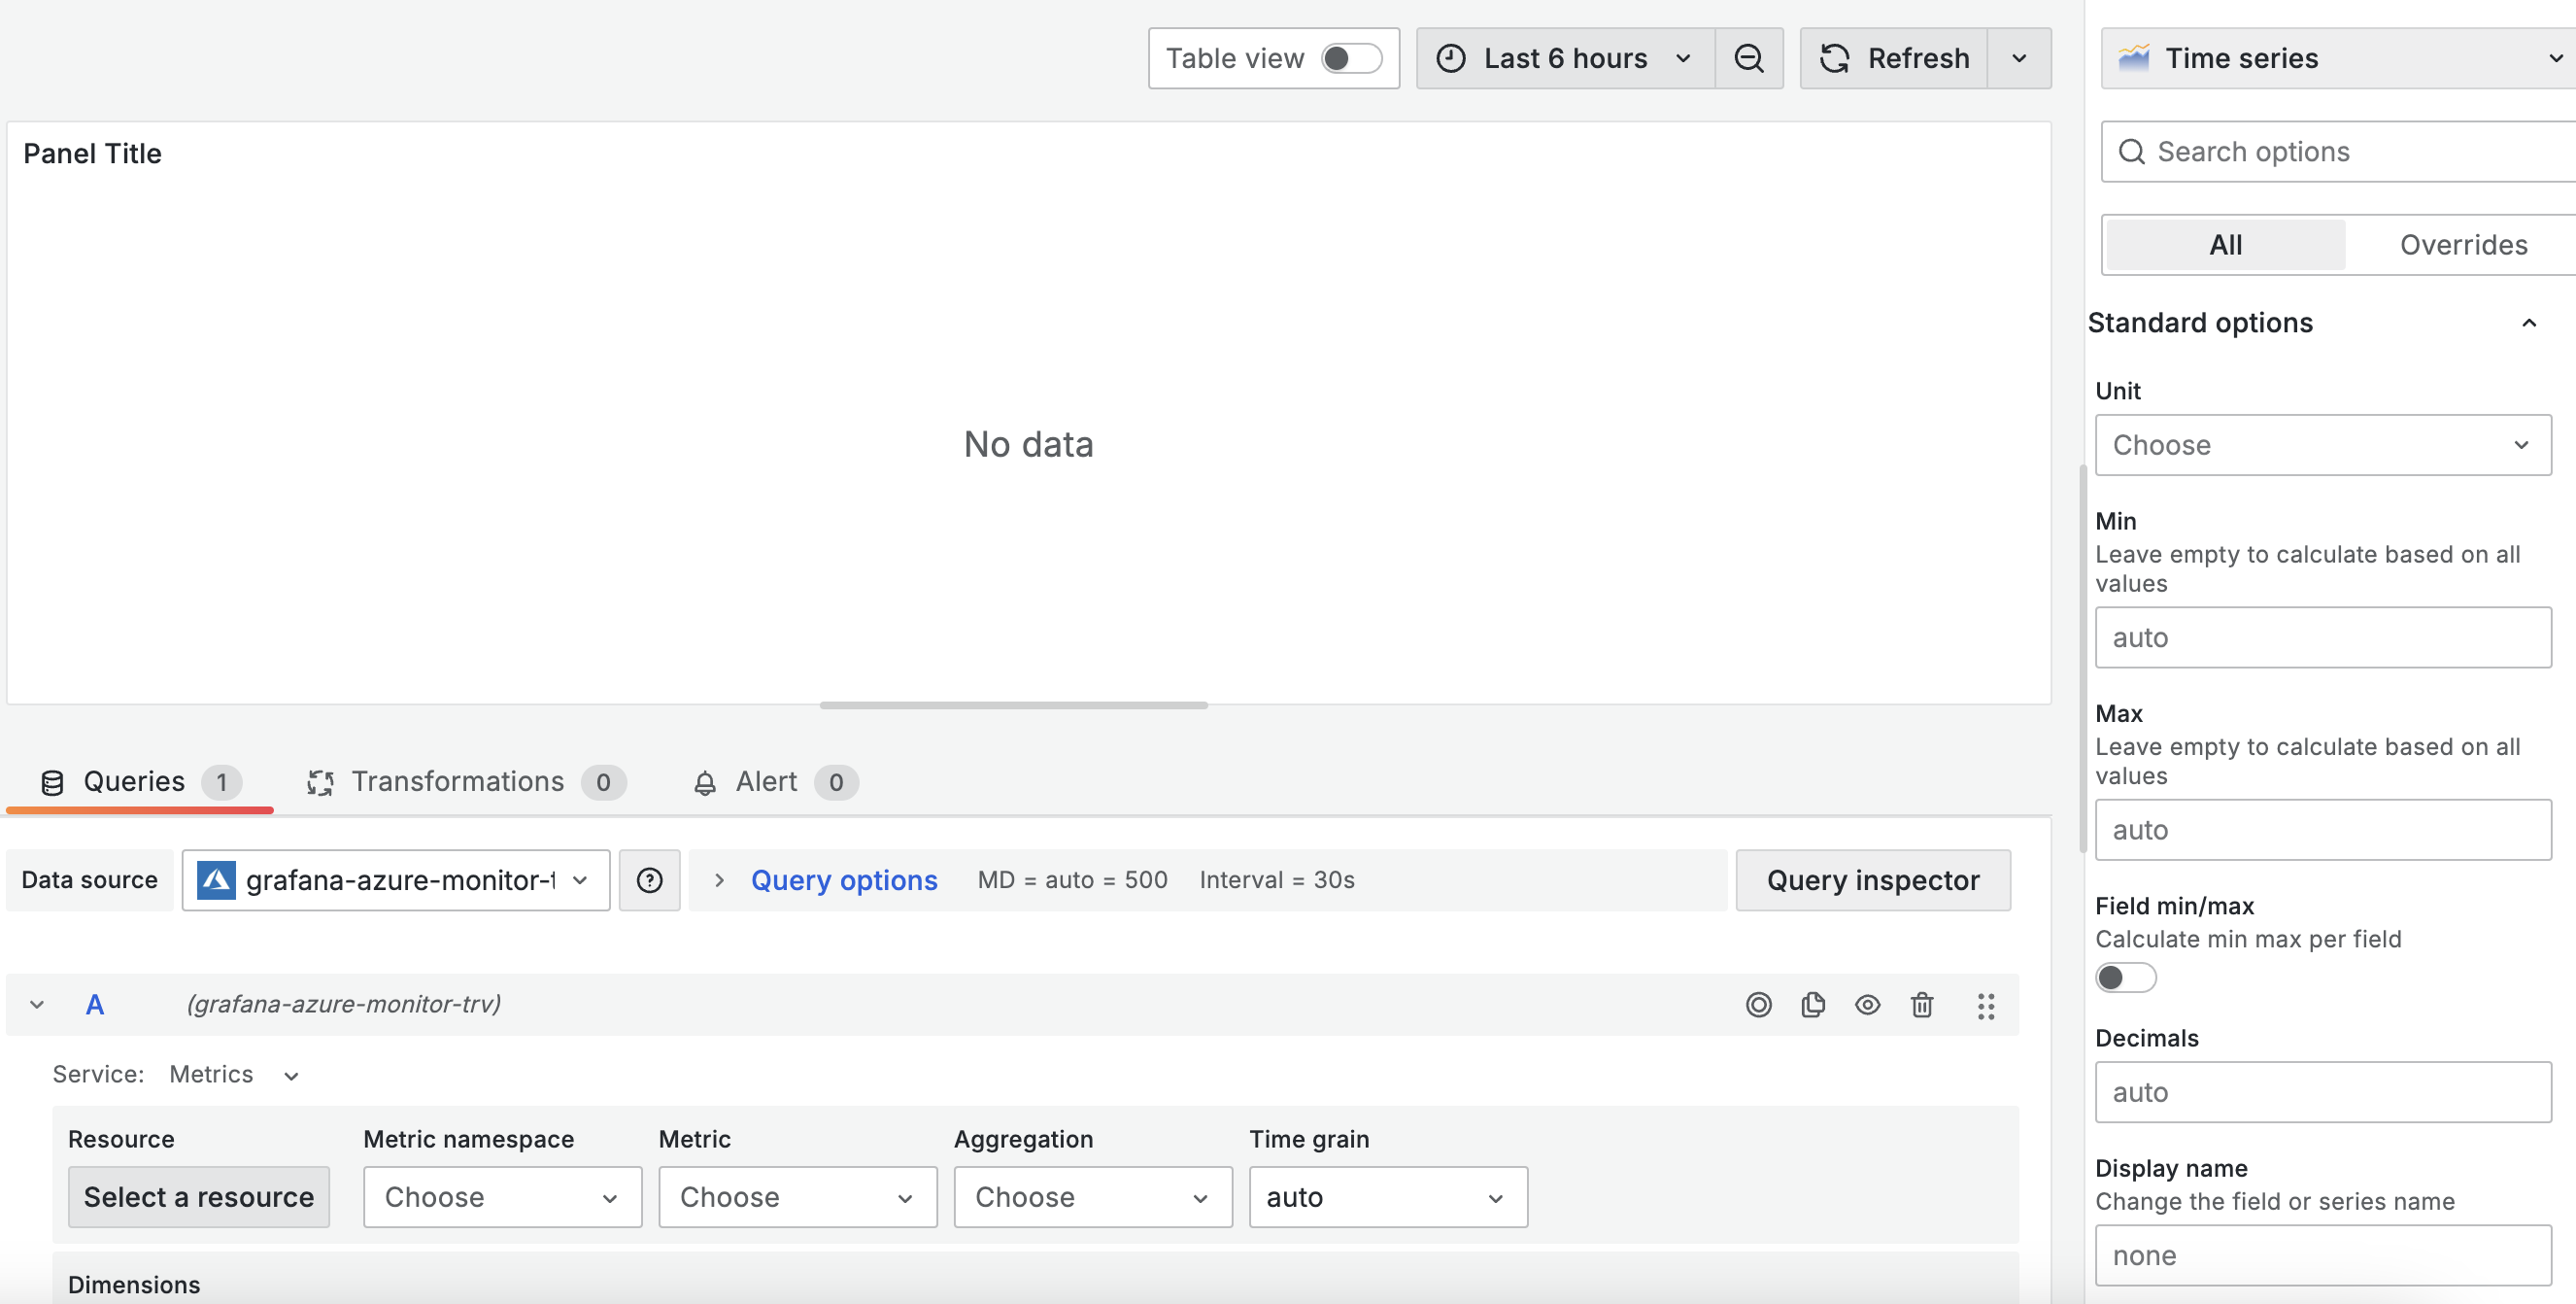 Table view
Last 6 hours
Refresh
Time series
Panel Title
No data
Search options
All
Overrides
Standard options
Unit
Choose
Min
Leave empty to calculate based on all
values
auto
Max
Leave empty to calculate based on all
values
auto
Field min/max
Calculate min max per field
Decimals
auto
Display name
Change the field or series name
none
Queries 1
Transformations 0
Alert 0
Data source
grafana-azure-monitor-t
Query options
MD = auto = 500
Interval = 30s
Query inspector
A
(grafana-azure-monitor-trv)
Service: Metrics
Resource
Metric namespace
Metric
Aggregation
Time grain
Select a resource
Choose
Choose
Choose
auto
Dimensions